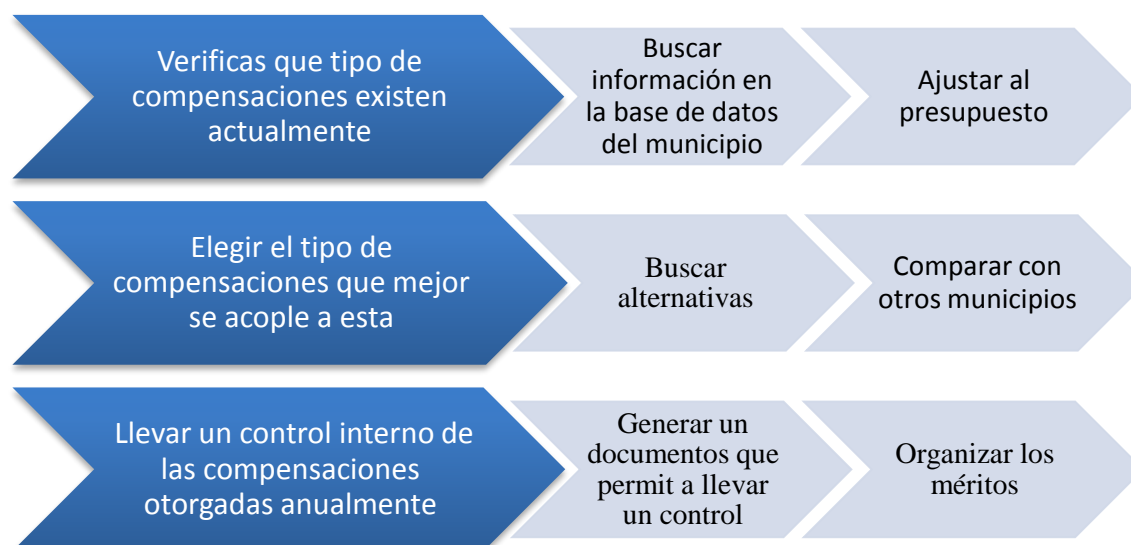 Verificas que tipo de
compensaciones existen
actualmente
Buscar
información en
la base de datos
del municipio
Ajustar al
presupuesto
Elegir el tipo de
compensaciones que mejor
se acople a esta
Buscar
alternativas
Comparar con
otros municipios
Llevar un control interno de
las compensaciones
otorgadas anualmente
Generar un
documentos que
permit a llevar
un control
Organizar los
méritos